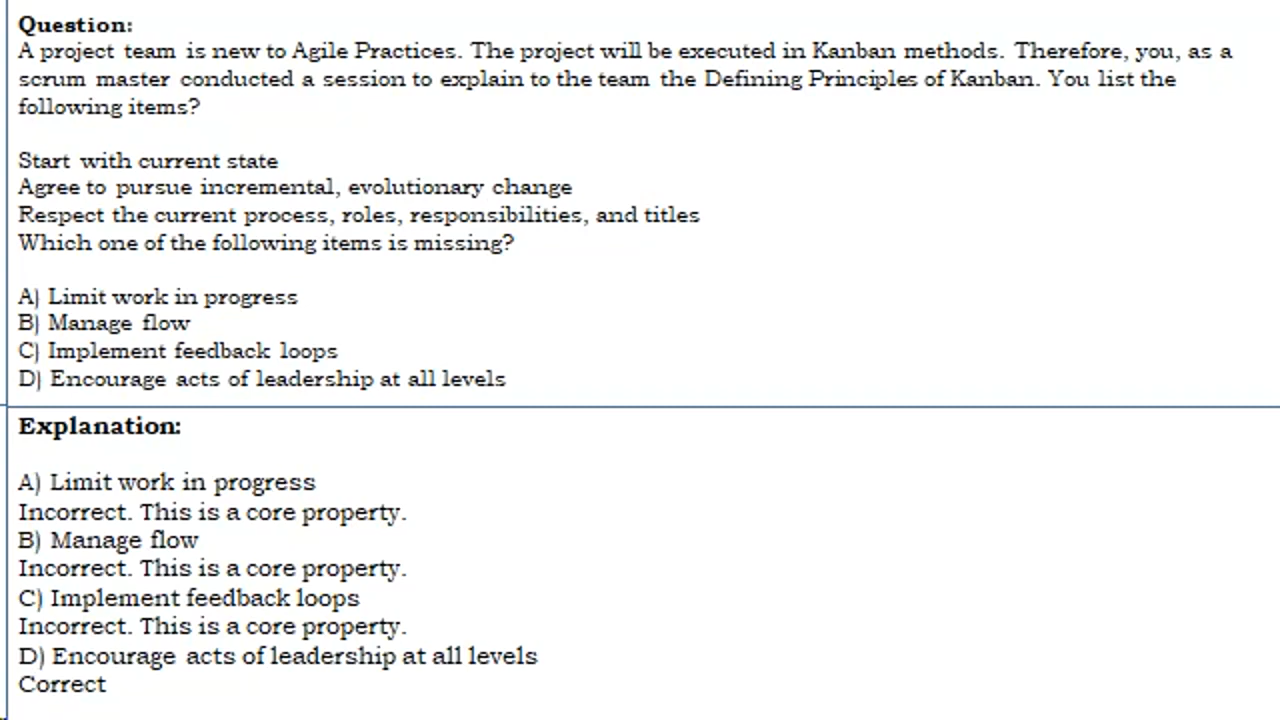 Question:
A project team is new to Agile Practices. The project will be executed in Kanban methods. Therefore, you, as a
scrum master conducted a session to explain to the team the Defining Principles of Kanban. You list the
following items?
Start with current state
Agree to pursue incremental, evolutionary change
Respect the current process, roles, responsibilities, and titles
Which one of the following items is missing?
A) Limit work in progress
B) Manage flow
C) Implement feedback loops
D) Encourage acts of leadership at all levels
Explanation:
A) Limit work in progress
Incorrect. This is a core property.
B) Manage flow
Incorrect. This is a core property.
C) Implement feedback loops
Incorrect. This is a core property.
D) Encourage acts of leadership at all levels
Correct